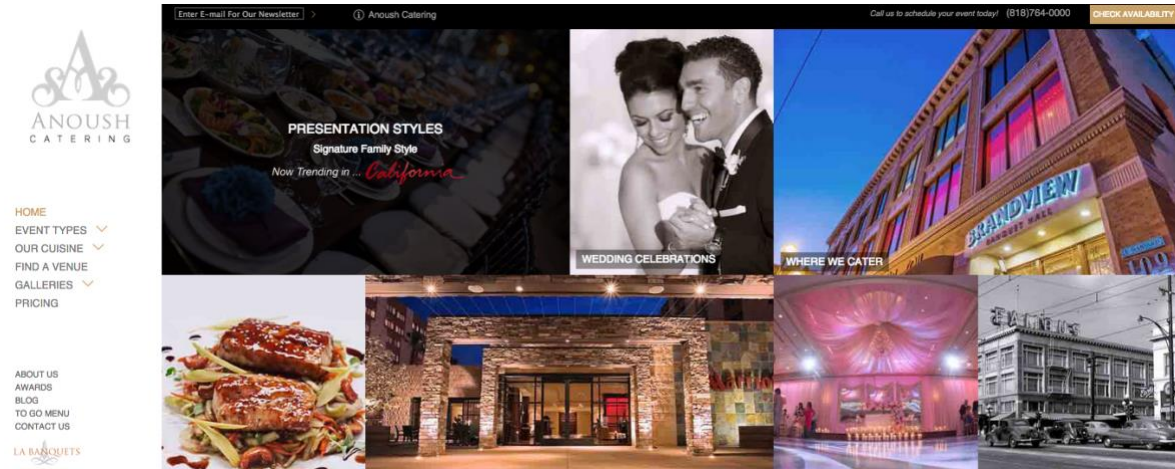 Enter E-mail For Our Newsletter
Anoush Catering
Call us to schedule your event today! (818)764-0000
CHECK AVAILABILITY
ANOUSH
CATERING
HOME
EVENT TYPES
OUR CUISINE
FIND A VENUE
GALLERIES
PRICING
ABOUT US
AWARDS
BLOG
TO GO MENU
CONTACT US
LA BANQUETS
PRESENTATION STYLES
Signature Family Style
Now Trending in ... California
WEDDING CELEBRATIONS
BRANDVIEW
BANQUET HALL
109
WHERE WE CATER